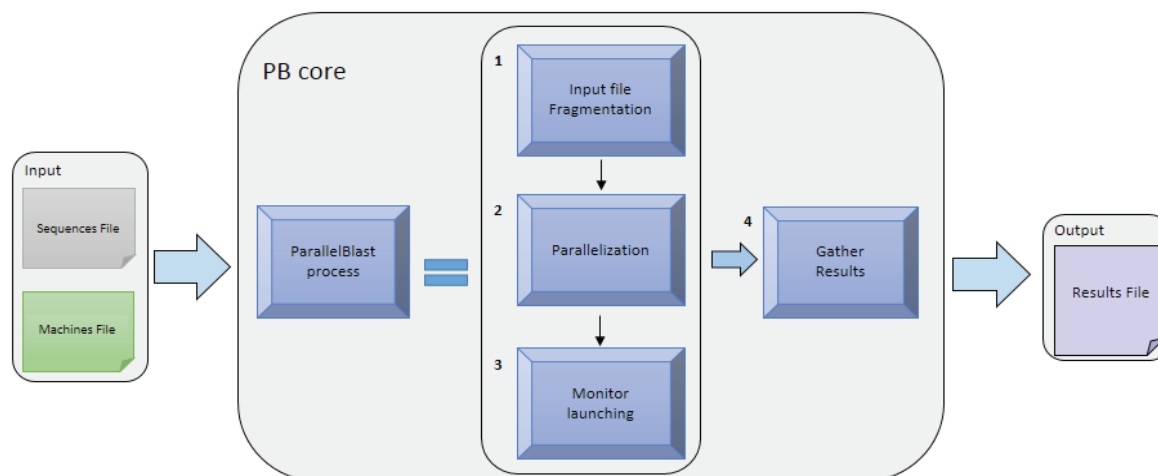 PB core
Input
Sequences File
Machines File
ParallelBlast
process
1
Input file
Fragmentation
2
Parallelization
3
Monitor
launching
4
Gather
Results
Output
Results File